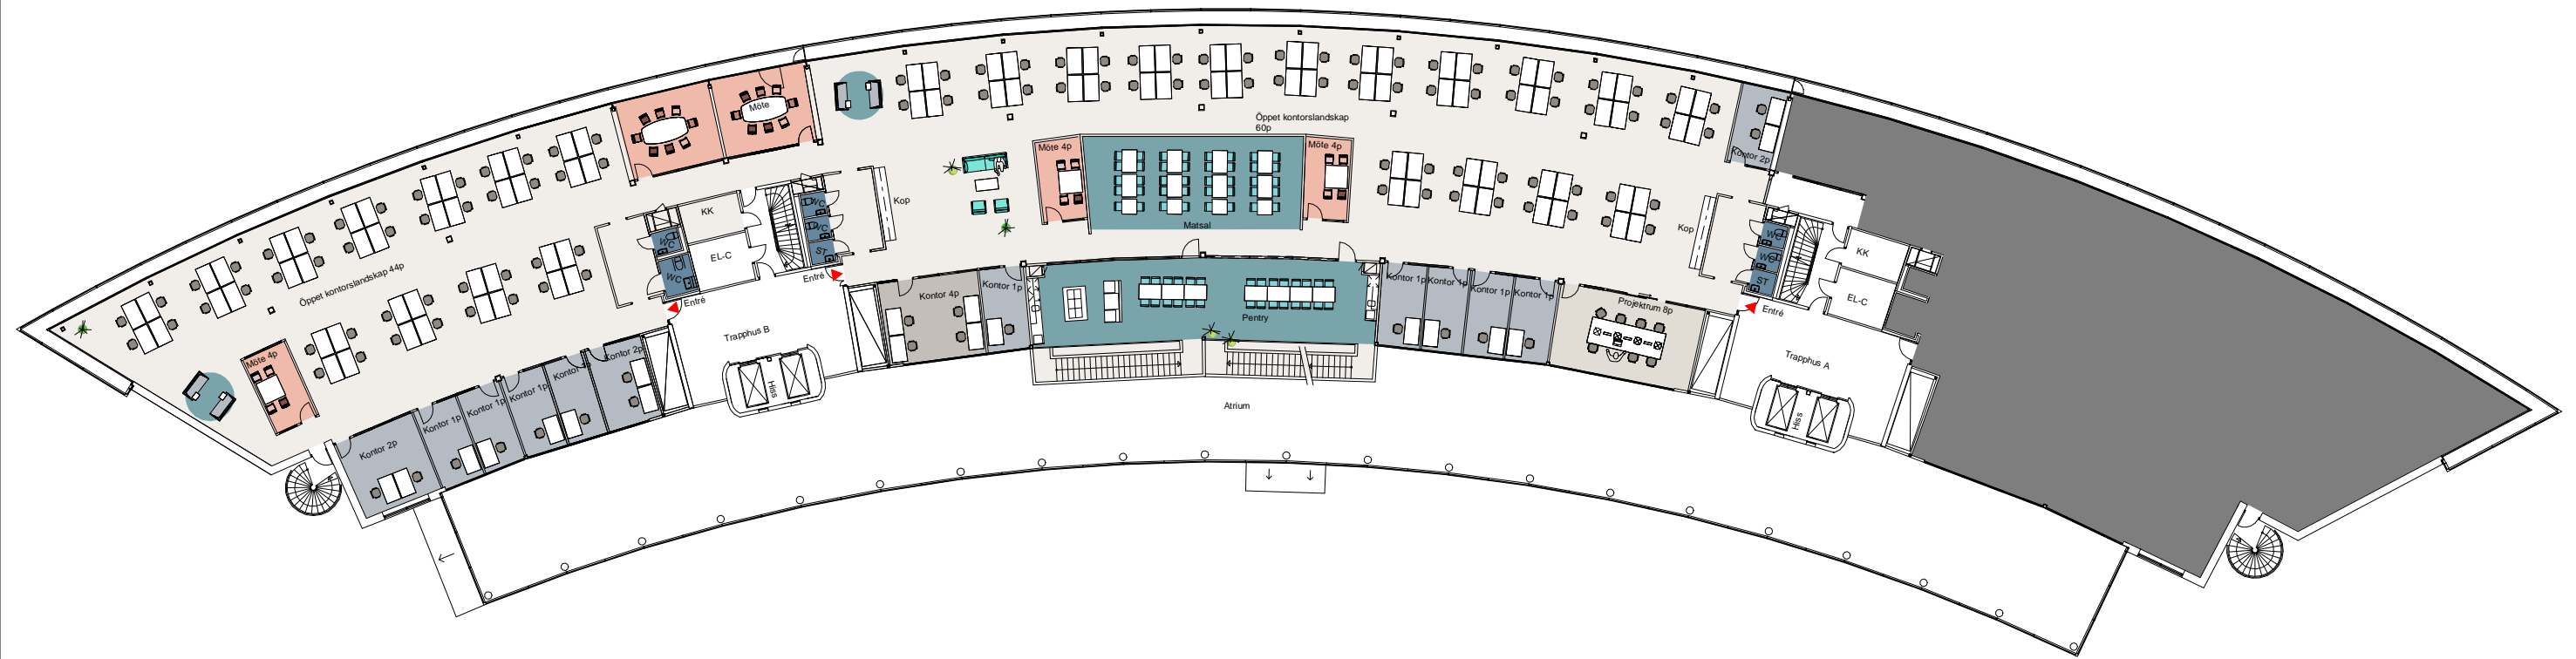 Möte
Öppet kontorslandskap
60p
Möte 4p
Möte 4p
Kontor 2p
KK
WC
WC
ST
Kop
Matsal
Kop
WC
WC
EL-C
Entré
Entré
WC
WC
ST
KK
EL-C
Entré
Öppet kontorslandskap 44p
Kontor 4p
Kontor 1p
Pentry
Kontor 1p
Kontor 1p
Kontor 1p
Kontor 1p
Projektrum 8p
Trapphus B
Trapphus A
Hiss
Hiss
Atrium
Möte 4p
Kontor 2p
Kontor 1p
Kontor 1p
Kontor 1p
Kontor 2p